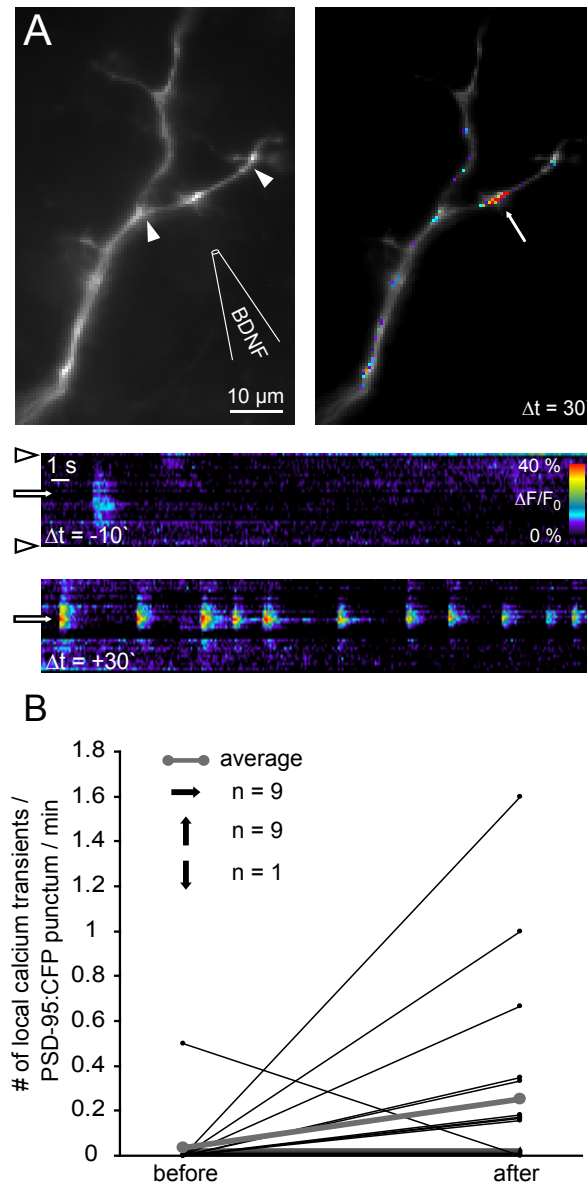 A
BDNF
10 µm
Δt = 30`
1 s
40 %
ΔF/F0
0 %
Δt = -10`
Δt = +30`
B
# of local calcium transients /
PSD-95:CFP punctum / min
1.8
1.6
1.4
1.2
1
0.8
0.6
0.4
0.2
0
average
n = 9
n = 9
n = 1
before
after